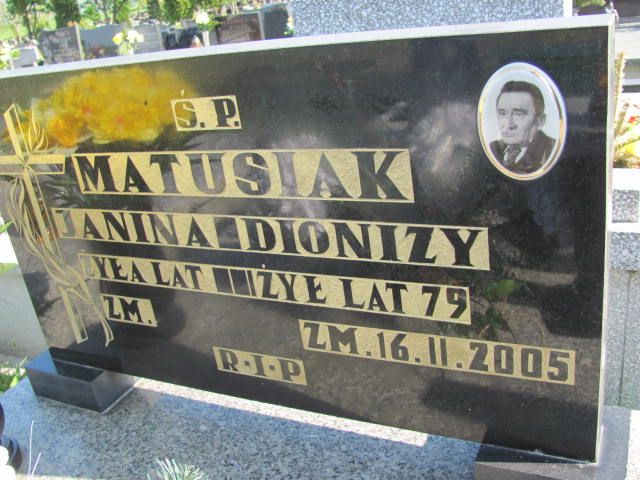 Ś. P.
MATUSIAK
JANINA DIONIZY
ŻYŁA LAT ŻYŁ LAT 79
ZM. ZM. 16. 11. 2005
R·I·P